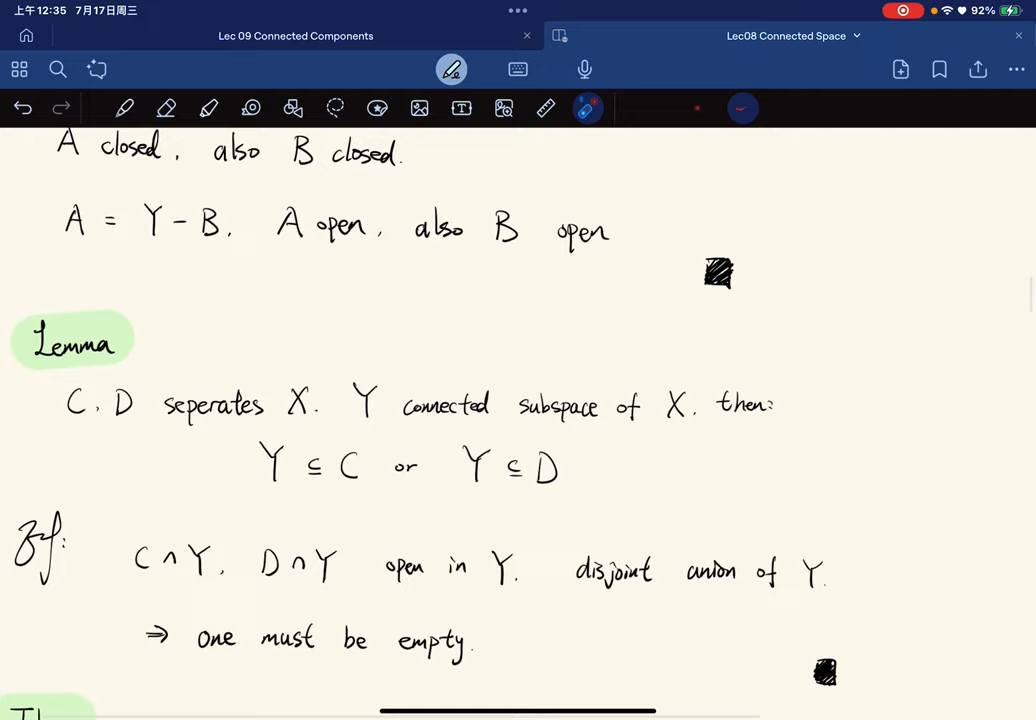 上午12:35 7月17日周三
92%
Lec 09 Connected Components
Lec08 Connected Space
A closed, also B closed.
A = Y - B, A open, also B open
Lemma
C, D seperates X. Y connected subspace of X. then:
Y ⊆ C or Y ⊆ D
Pf:
C ∩ Y, D ∩ Y open in Y. disjoint union of Y.
⇒ one must be empty.